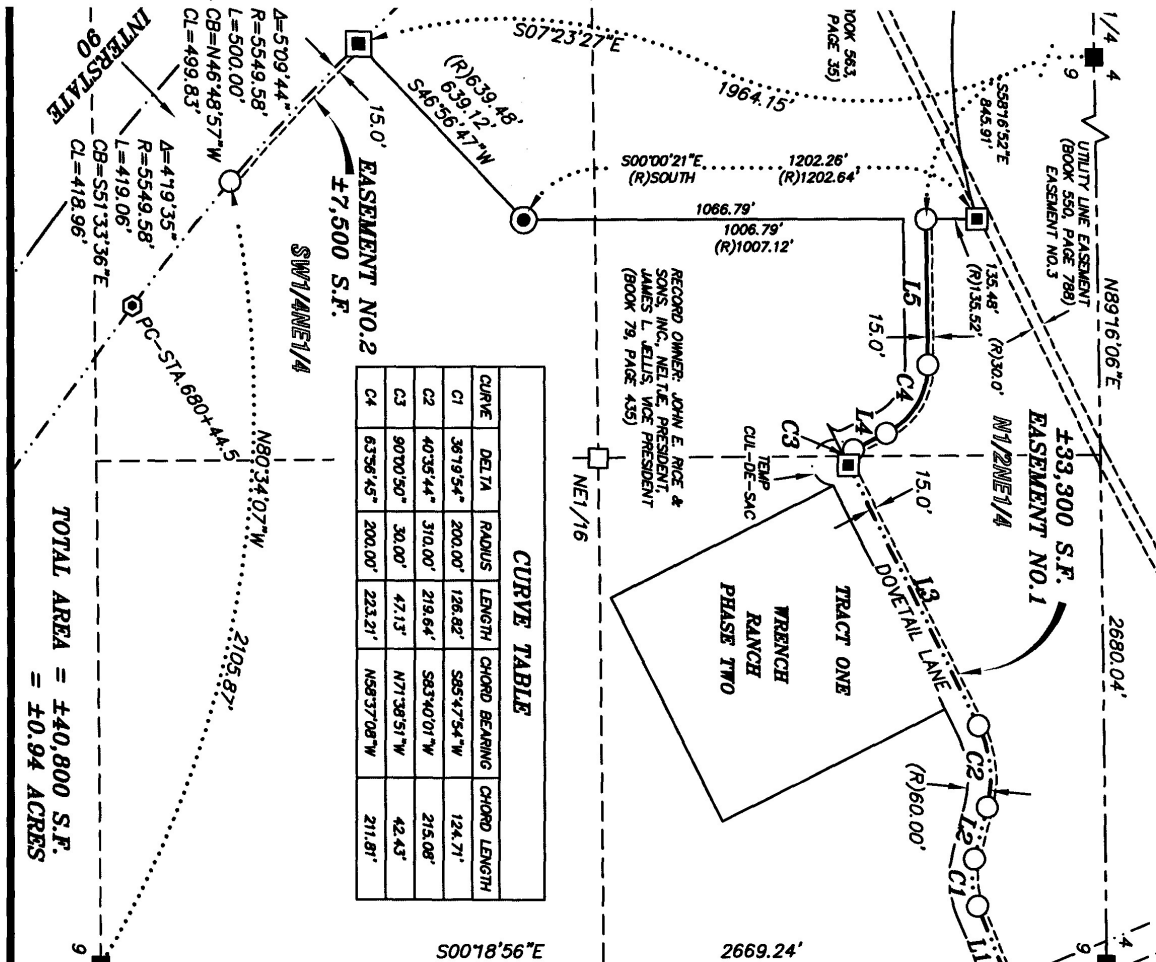 1/4
4
9
UTILITY LINE EASEMENT
(BOOK 550, PAGE 788)
EASEMENT NO.3
N89°16'06"E
2680.04'
4
9
BOOK 563,
PAGE 35)
S58°16'52"E
845.91'
S07°23'27"E
1964.15'
S00°00'21"E
(R)SOUTH
1202.26'
(R)1202.64'
1066.79'
1006.79'
(R)1007.12'
135.48'
(R)135.52'
(R)30.0'
(R)639.48'
639.12'
S46°56'47"W
L5
15.0'
C4
L4
C3
TEMP
CUL-DE-SAC
N1/2NE1/4
±33,300 S.F.
EASEMENT NO.1
15.0'
L3
DOVETAIL LANE
TRACT ONE
WRENCH
RANCH
PHASE TWO
C2
(R)60.00'
L2
C1
L1
RECORD OWNER: JOHN E. RICE &
SONS, INC., NELTJE, PRESIDENT,
JAMES L. JELLIS, VICE PRESIDENT
(BOOK 79, PAGE 435)
NE1/16
INTERSTATE
90
Δ=5°09'44"
R=5549.58'
L=500.00'
CB=N46°48'57"W
CL=499.83'
15.0'
EASEMENT NO.2
±7,500 S.F.
SW1/4NE1/4
Δ=4°19'35"
R=5549.58'
L=419.06'
CB=S51°33'36"E
CL=418.96'
PC-STA.680+44.5
N80°34'07"W
2105.87'
CURVE TABLE
CURVE DELTA RADIUS LENGTH CHORD BEARING CHORD LENGTH
C1 36°19'54" 200.00' 126.82' S85°47'54"W 124.71'
C2 40°35'44" 310.00' 219.64' S83°40'01"W 215.08'
C3 90°00'50" 30.00' 47.13' N71°38'51"W 42.43'
C4 63°56'45" 200.00' 223.21' N58°37'08"W 211.81'
S00°18'56"E
2669.24'
TOTAL AREA = ±40,800 S.F.
= ±0.94 ACRES
9